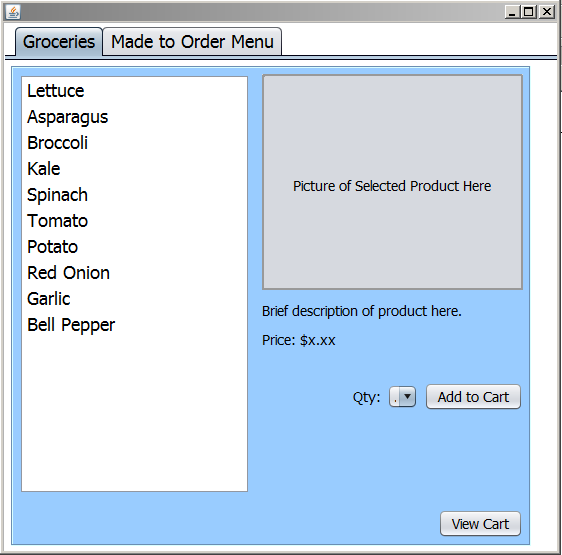 Groceries
Made to Order Menu
Lettuce
Asparagus
Broccoli
Kale
Spinach
Tomato
Potato
Red Onion
Garlic
Bell Pepper
Picture of Selected Product Here
Brief description of product here.
Price: $x.xx
Qty: . Add to Cart
View Cart